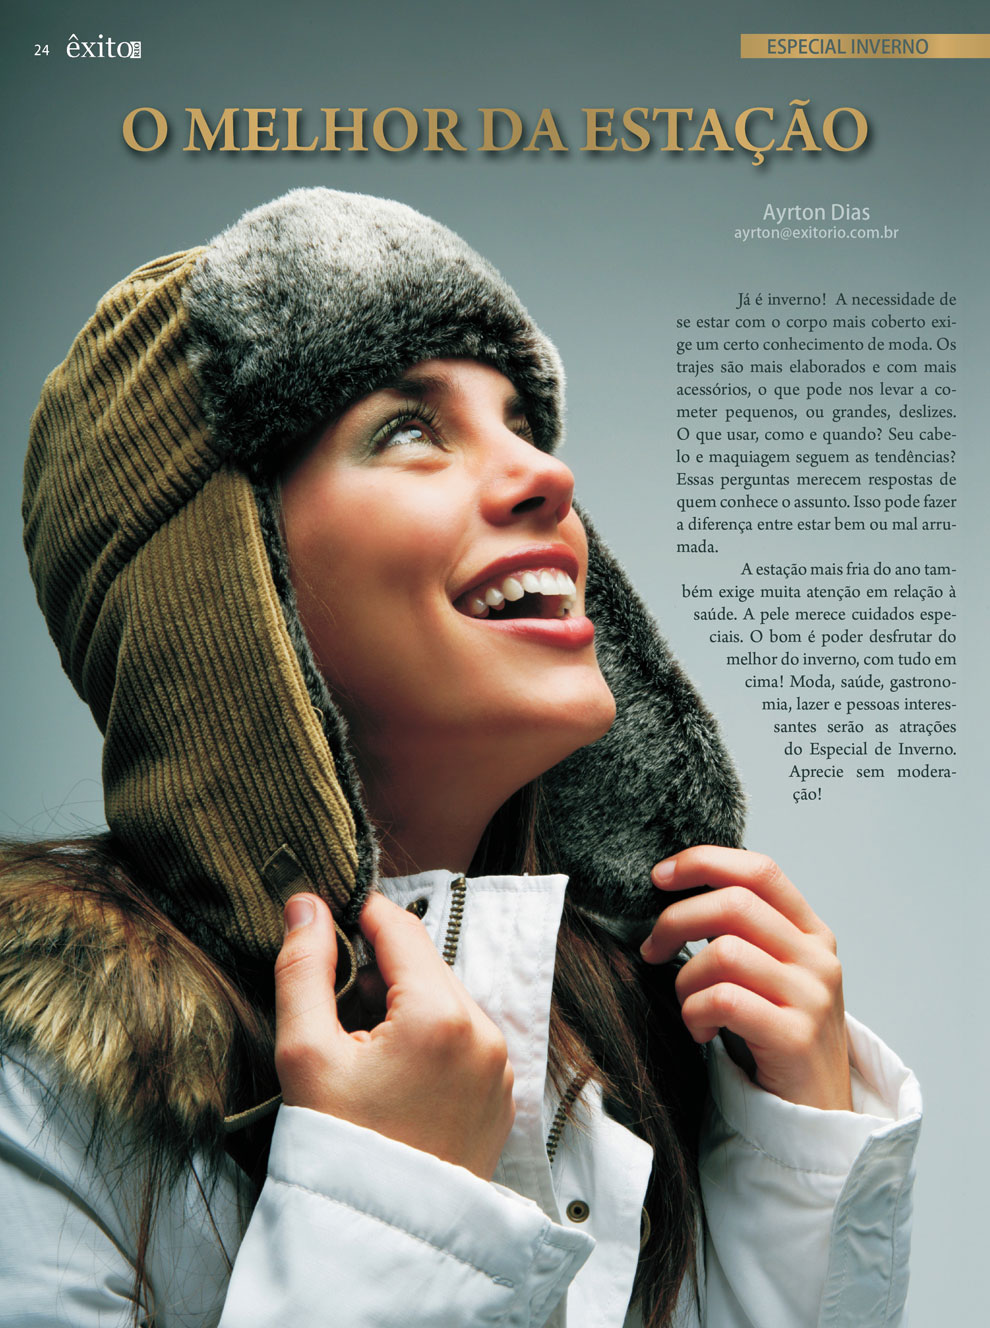 24 êxito RIO
ESPECIAL INVERNO
O MELHOR DA ESTAÇÃO
Ayrton Dias
ayrton@exitorio.com.br
Já é inverno! A necessidade de
se estar com o corpo mais coberto exi-
ge um certo conhecimento de moda. Os
trajes são mais elaborados e com mais
acessórios, o que pode nos levar a co-
meter pequenos, ou grandes, deslizes.
O que usar, como e quando? Seu cabe-
lo e maquiagem seguem as tendências?
Essas perguntas merecem respostas de
quem conhece o assunto. Isso pode fazer
a diferença entre estar bem ou mal arru-
mada.
A estação mais fria do ano tam-
bém exige muita atenção em relação à
saúde. A pele merece cuidados espe-
ciais. O bom é poder desfrutar do
melhor do inverno, com tudo em
cima! Moda, saúde, gastrono-
mia, lazer e pessoas interes-
santes serão as atrações
do Especial de Inverno.
Aprecie sem modera-
ção!